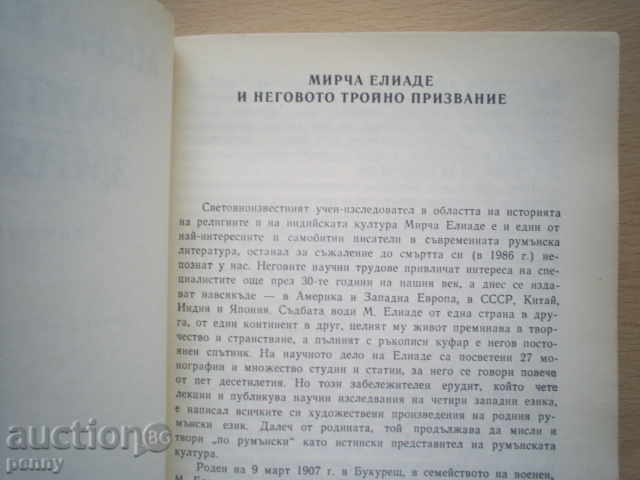 МИРЧА ЕЛИАДЕ
И НЕГОВОТО ТРОЙНО ПРИЗВАНИЕ
Световноизвестният учен-изследовател в областта на историята
на религиите и на индийската култура Мирча Елиаде е и един от
най-интересните и самобитни писатели в съвременната румънска
литература, останал за съжаление до смъртта си (в 1986 г.) не-
познат у нас. Неговите научни трудове привличат интереса на спе-
циалистите още през 30-те години на нашия век, а днес се изда-
ват навсякъде — в Америка и Западна Европа, в СССР, Китай,
Индия и Япония. Съдбата води М. Елиаде от една страна в дру-
га, от един континент в друг, целият му живот преминава в твор-
чество и странстване, а пълният с ръкописи куфар е негов посто-
янен спътник. На научното дело на Елиаде са посветени 27 мо-
нографии и множество студии и статии, за него се говори повече
от пет десетилетия. Но този забележителен ерудит, който чете
лекции и публикува научни изследвания на четири западни езика,
е написал всичките си художествени произведения на родния ру-
мънски език. Далеч от родината, той продължава да мисли и
твори „по румънски“ като истински представител на румънската
култура.
Роден на 9 март 1907 г. в Букурещ, в семейството на военен,
auction86
penny